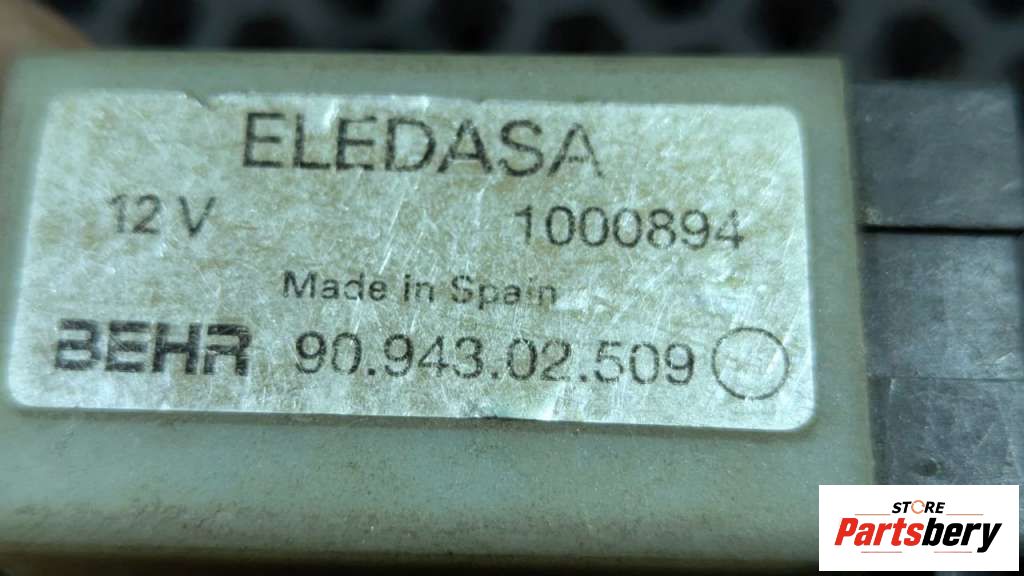 ELEDASA
12 V 1000894
Made in Spain
BEHR 90.943.02.509
STORE
Partsbery